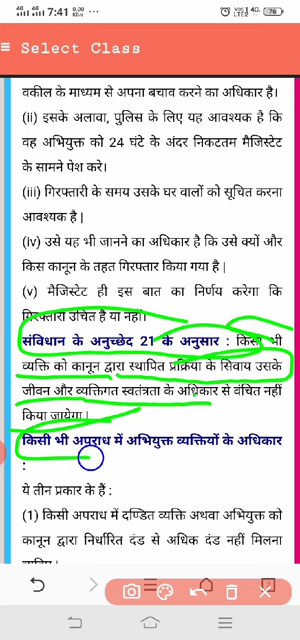 7:41
76
Select Class
वकील के माध्यम से अपना बचाव करने का अधिकार है।
(ii) इसके अलावा, पुलिस के लिए यह आवश्यक है कि
वह अभियुक्त को 24 घंटे के अंदर निकटतम मैजिस्टेट
के सामने पेश करे।
(iii) गिरफ्तारी के समय उसके घर वालों को सूचित करना
आवश्यक है |
(iv) उसे यह भी जानने का अधिकार है कि उसे क्यों और
किस कानून के तहत गिरफ्तार किया गया है |
(v) मैजिस्टेट ही इस बात का निर्णय करेगा कि
गिरफ्तारी उचित है या नहीं।
संविधान के अनुच्छेद 21 के अनुसार : किसी भी
व्यक्ति को कानून द्वारा स्थापित प्रक्रिया के सिवाय उसके
जीवन और व्यक्तिगत स्वतंत्रता के अधिकार से वंचित नहीं
किया जायेगा |
किसी भी अपराध में अभियुक्त व्यक्तियों के अधिकार
:
ये तीन प्रकार के हैं :
(1) किसी अपराध में दण्डित व्यक्ति अथवा अभियुक्त को
कानून द्वारा निर्धारित दंड से अधिक दंड नहीं मिलना